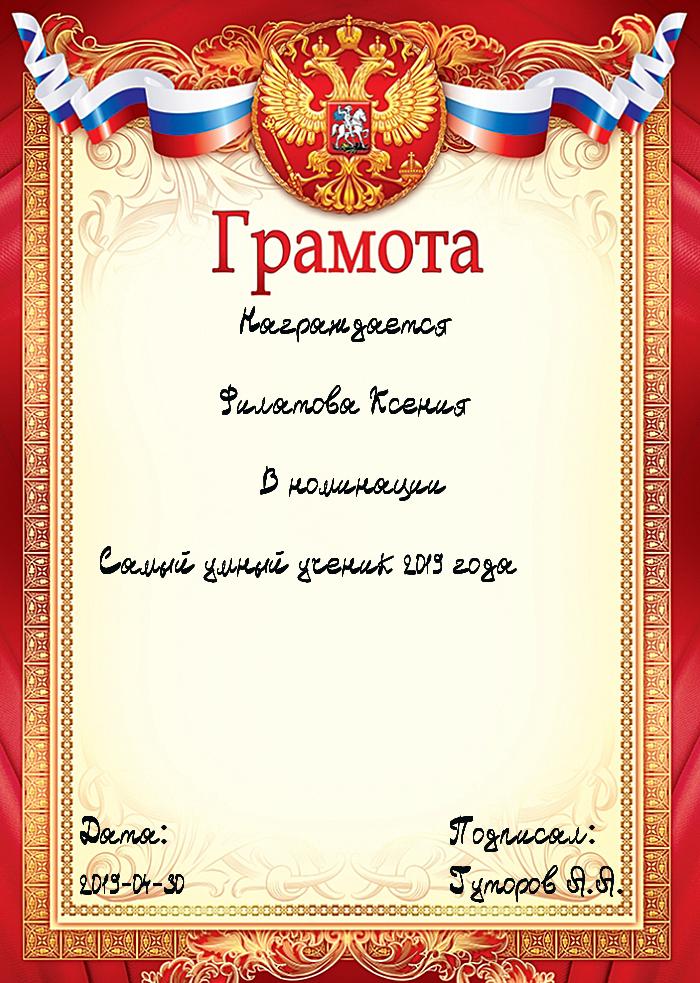 Грамота
Награждается
Филатова Ксения
В номинации
Самый умный ученик 2019 года
Дата:
Подписал:
2019-04-30
Гуторов А.А.